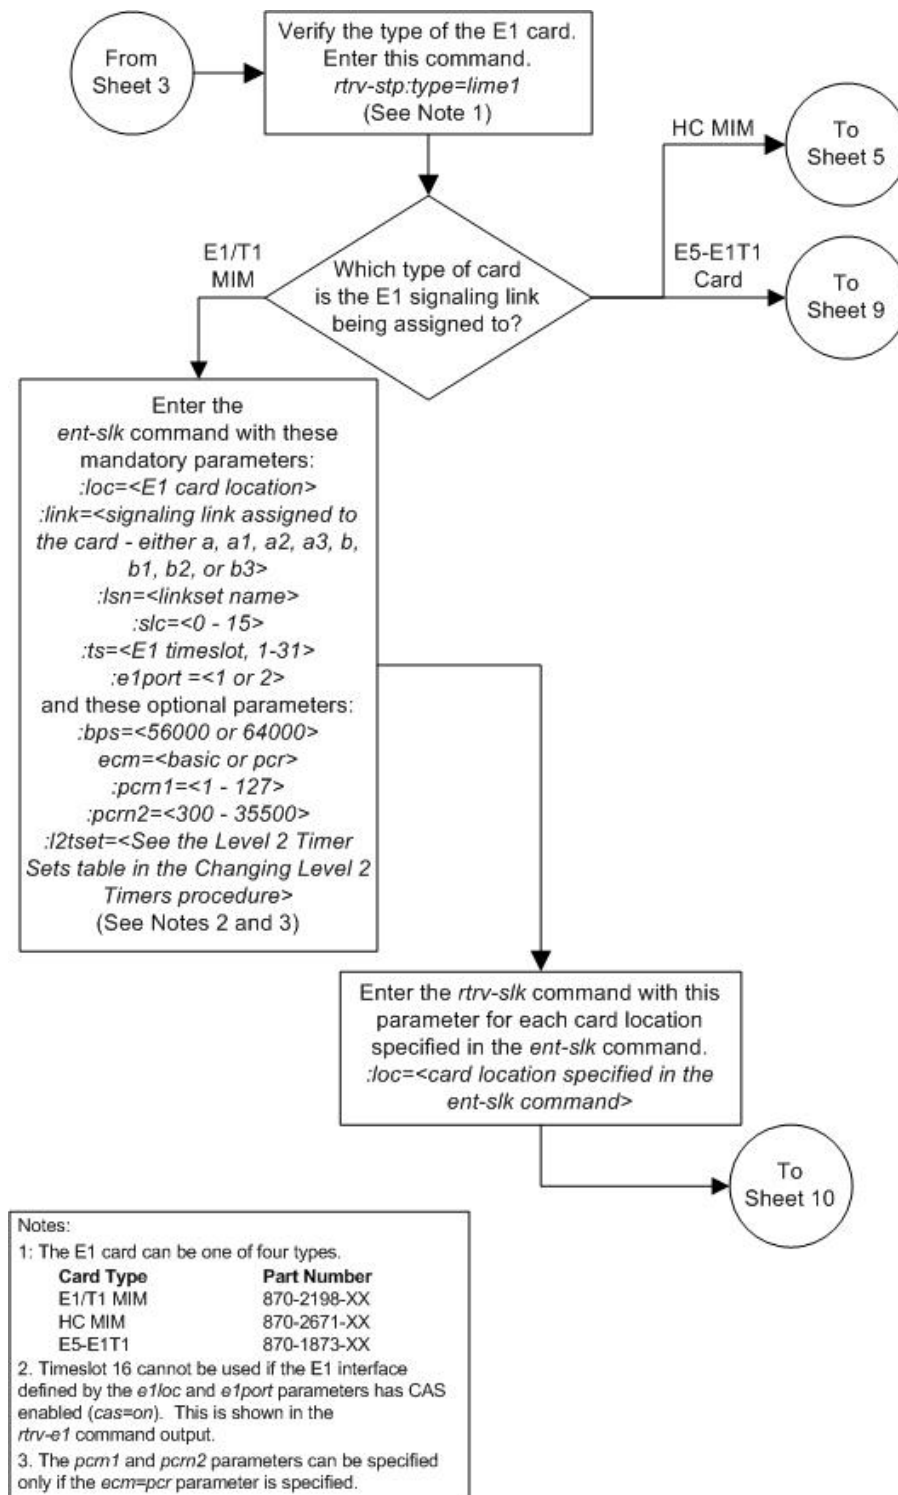 From
Sheet 3
Verify the type of the E1 card.
Enter this command.
rtrv-stp:type=lime1
(See Note 1)
HC MIM
To
Sheet 5
E1/T1
MIM
Which type of card
is the E1 signaling link
being assigned to?
E5-E1T1
Card
To
Sheet 9
Enter the
ent-slk command with these
mandatory parameters:
:loc=<E1 card location>
:link=<signaling link assigned to
the card - either a, a1, a2, a3, b,
b1, b2, or b3>
:lsn=<linkset name>
:slc=<0 - 15>
:ts=<E1 timeslot, 1-31>
:e1port =<1 or 2>
and these optional parameters:
:bps=<56000 or 64000>
ecm=<basic or pcr>
:pcrn1=<1 - 127>
:pcrn2=<300 - 35500>
:l2tset=<See the Level 2 Timer
Sets table in the Changing Level 2
Timers procedure>
(See Notes 2 and 3)
Enter the rtrv-slk command with this
parameter for each card location
specified in the ent-slk command.
:loc=<card location specified in the
ent-slk command>
To
Sheet 10
Notes:
1: The E1 card can be one of four types.
Card Type Part Number
E1/T1 MIM 870-2198-XX
HC MIM 870-2671-XX
E5-E1T1 870-1873-XX
2. Timeslot 16 cannot be used if the E1 interface
defined by the e1loc and e1port parameters has CAS
enabled (cas=on). This is shown in the
rtrv-e1 command output.
3. The pcrn1 and pcrn2 parameters can be specified
only if the ecm=pcr parameter is specified.